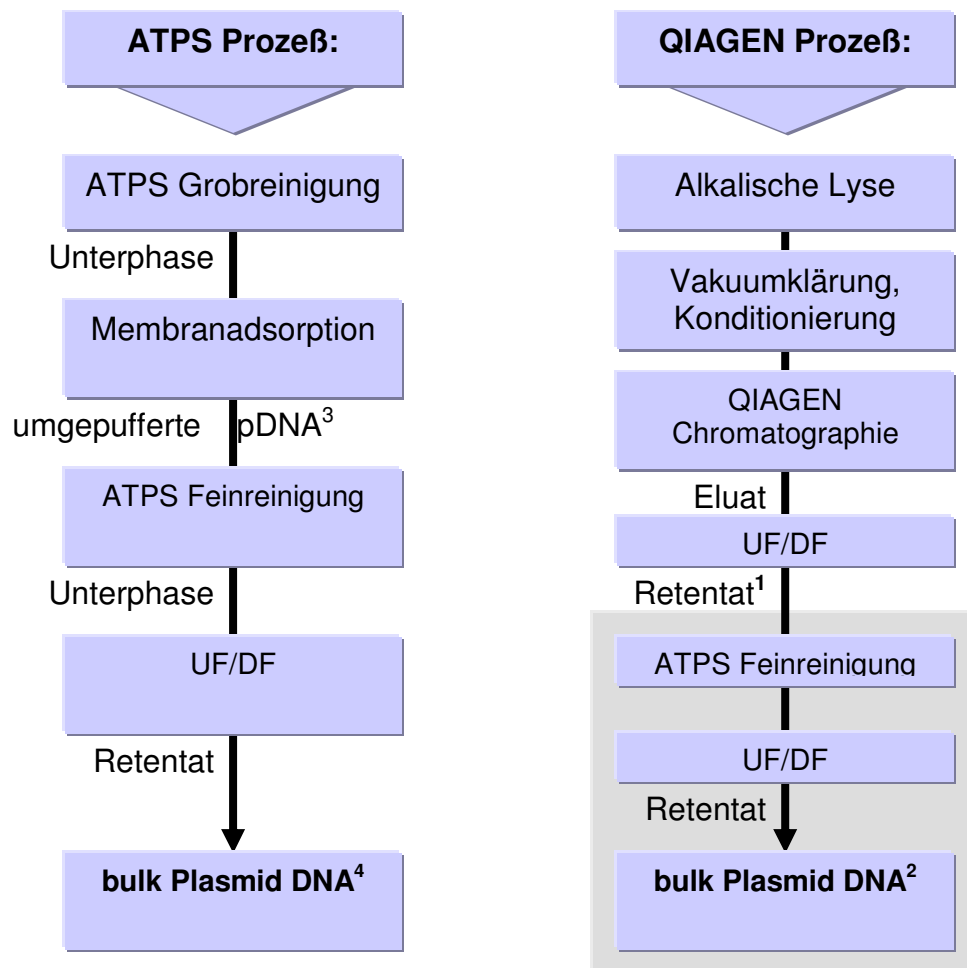 ATPS Prozeß:
ATPS Grobreinigung
Unterphase
Membranadsorption
umgepufferte pDNA³
ATPS Feinreinigung
Unterphase
UF/DF
Retentat
bulk Plasmid DNA⁴
QIAGEN Prozeß:
Alkalische Lyse
Vakuumklärung,
Konditionierung
QIAGEN
Chromatographie
Eluat
UF/DF
Retentat¹
ATPS Feinreinigung
UF/DF
Retentat
bulk Plasmid DNA²